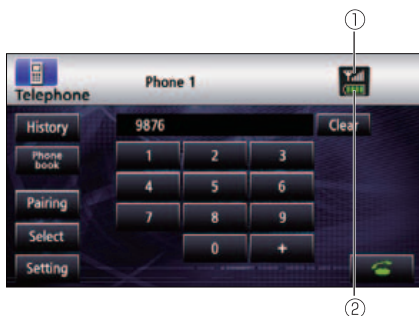 ①
Telephone
Phone 1
History
9876
Clear
Phone
book
1 2 3
4 5 6
Pairing
7 8 9
Select
0 +
Setting
②